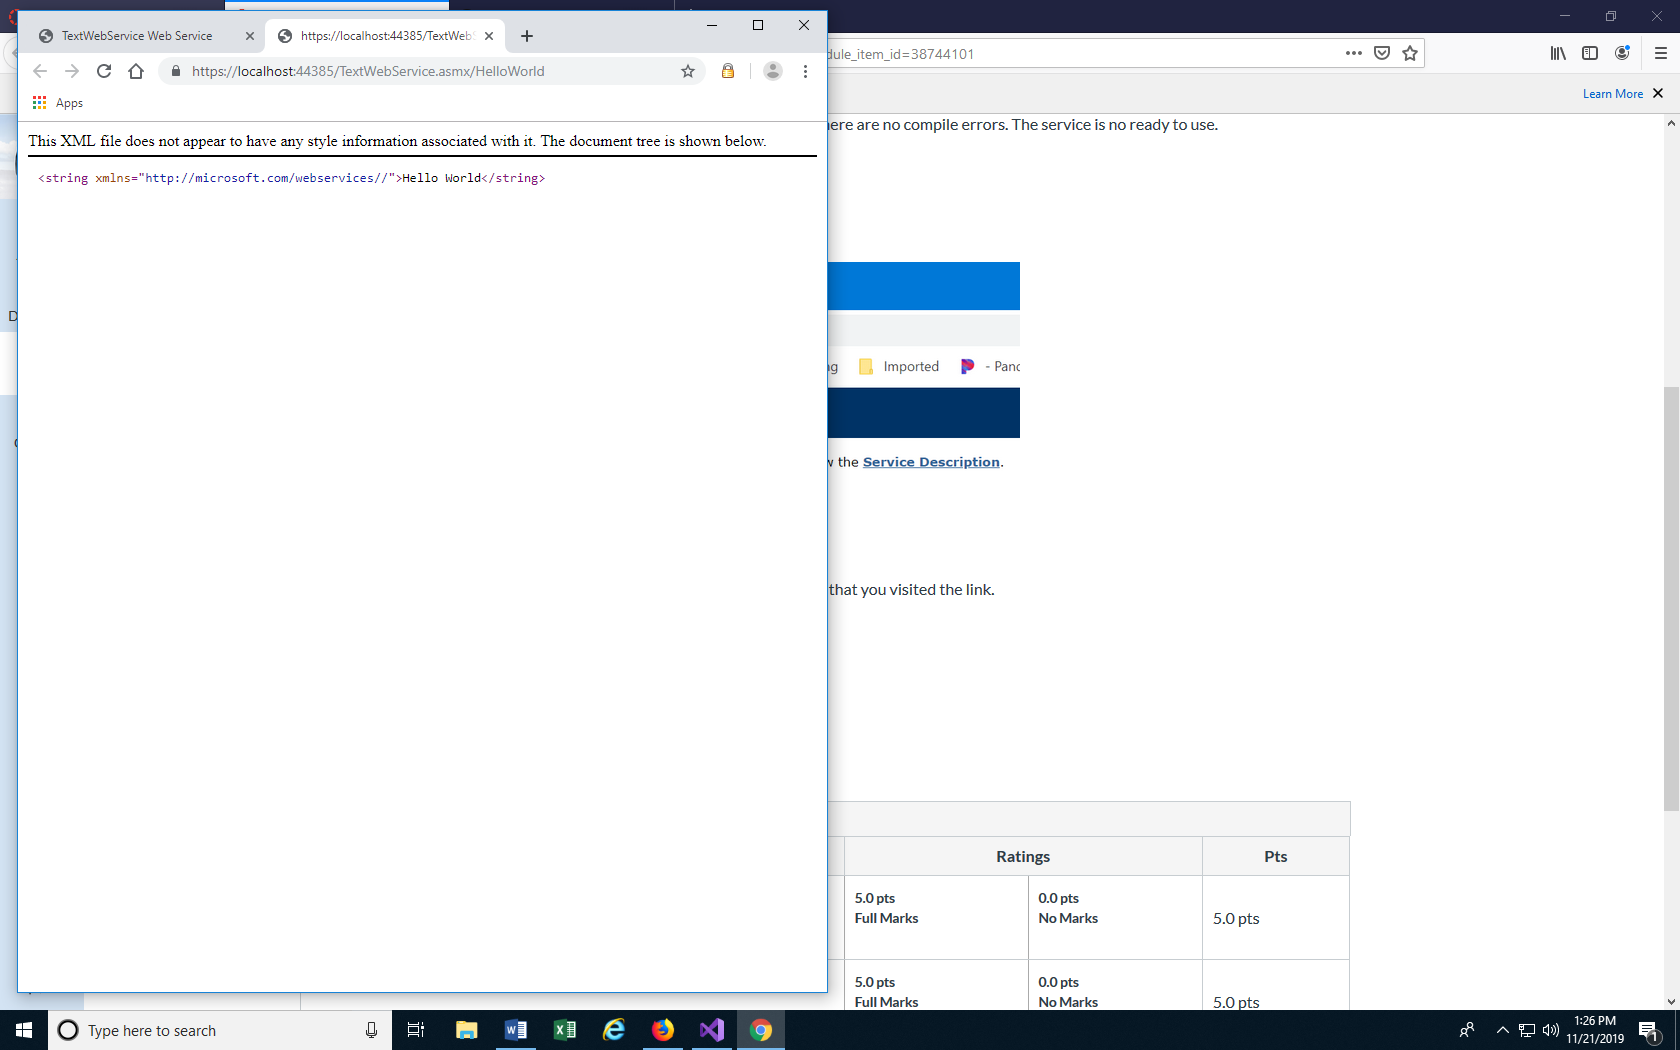 TextWebService Web Service
https://localhost:44385/TextWebS
https://localhost:44385/TextWebService.asmx/HelloWorld
Apps
This XML file does not appear to have any style information associated with it. The document tree is shown below.
<string xmlns="http://microsoft.com/webservices//">Hello World</string>
dule_item_id=38744101
Learn More
ere are no compile errors. The service is no ready to use.
Imported
- Panc
the Service Description.
that you visited the link.
Ratings
Pts
5.0 pts
Full Marks
0.0 pts
No Marks
5.0 pts
5.0 pts
Full Marks
0.0 pts
No Marks
5.0 pts
Type here to search
1:26 PM
11/21/2019
1